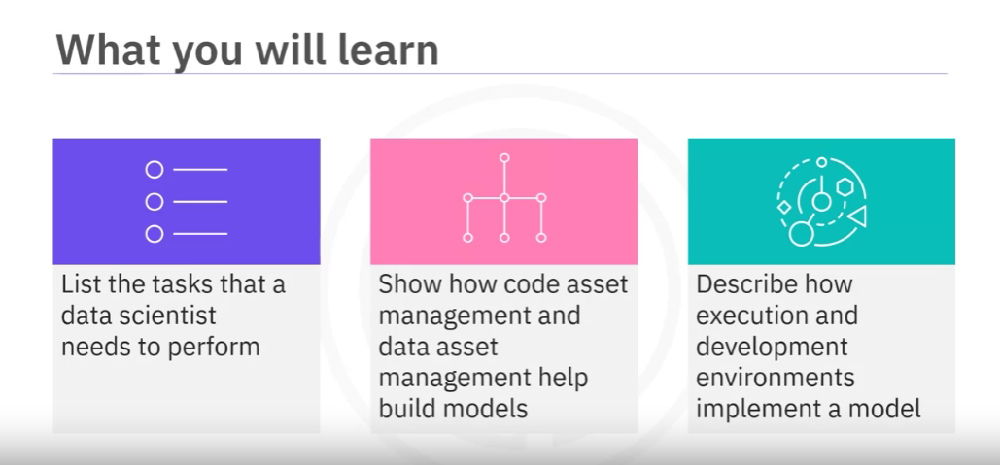 What you will learn
List the tasks that a
data scientist
needs to perform
Show how code asset
management and
data asset
management help
build models
Describe how
execution and
development
environments
implement a model